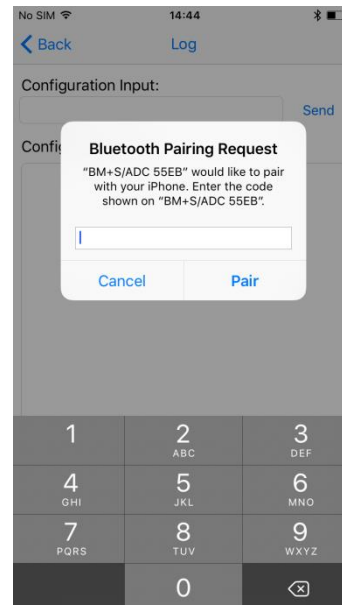 No SIM 14:44
Back Log
Configuration Input:
Send
Config
Bluetooth Pairing Request
“BM+S/ADC 55EB” would like to pair
with your iPhone. Enter the code
shown on “BM+S/ADC 55EB”.
Cancel Pair
1 2 3
ABC DEF
4 5 6
GHI JKL MNO
7 8 9
PQRS TUV WXYZ
0